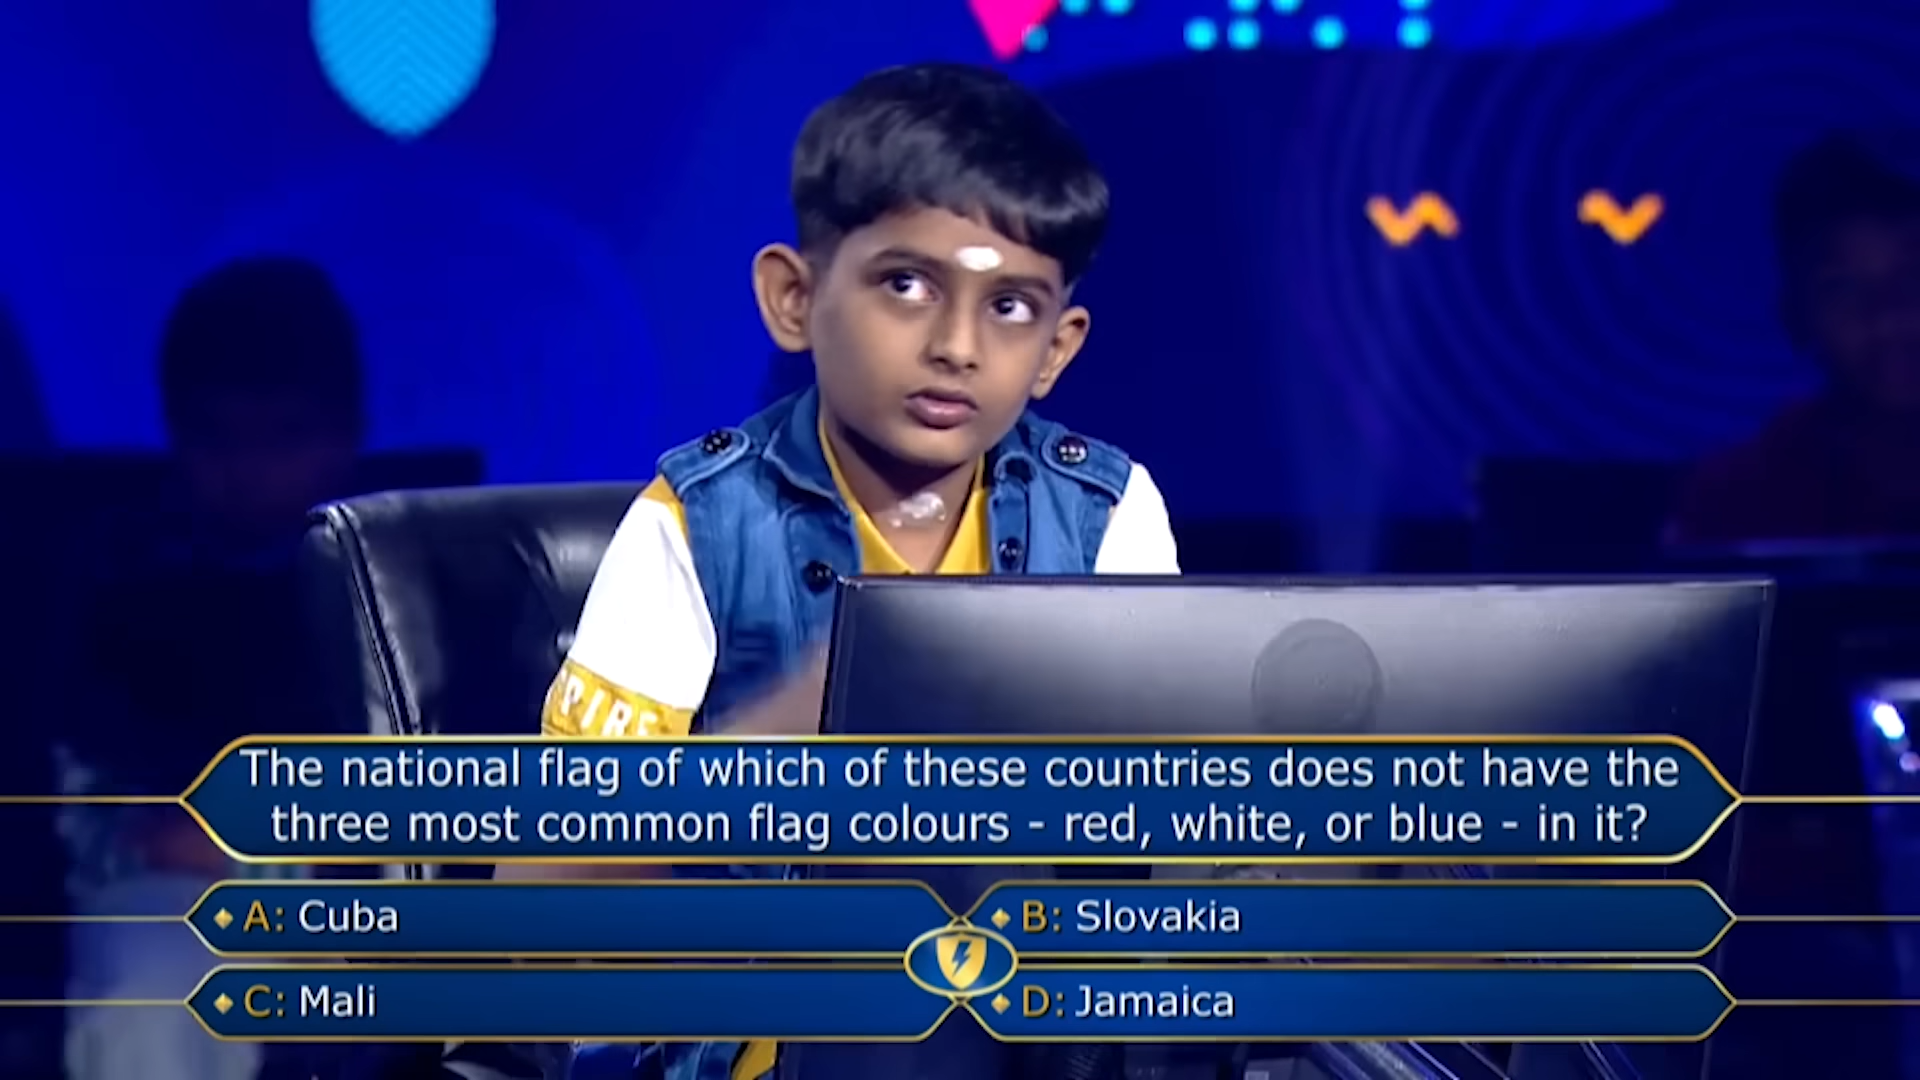 The national flag of which of these countries does not have the
three most common flag colours - red, white, or blue - in it?
A: Cuba
B: Slovakia
C: Mali
D: Jamaica